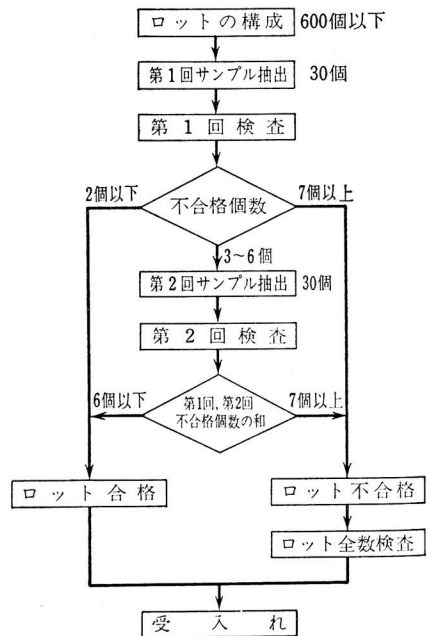 ロットの構成 600個以下
第1回サンプル抽出 30個
第1回検査
2個以下 不合格個数 7個以上
3~6個
第2回サンプル抽出 30個
第2回検査
6個以下 第1回,第2回 7個以上
不合格個数の和
ロット合格 ロット不合格
ロット全数検査
受入れ